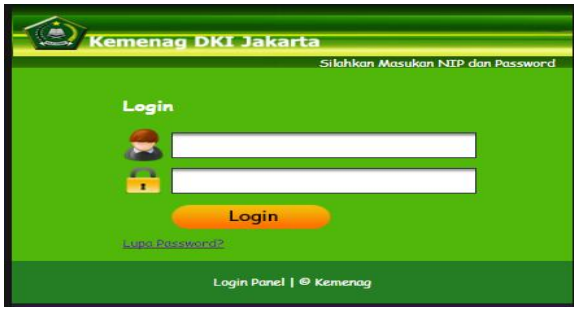 Kemenag DKI Jakarta
Silahkan Masukan NIP dan Password
Login
Login
Lupa Password?
Login Panel | © Kemenag